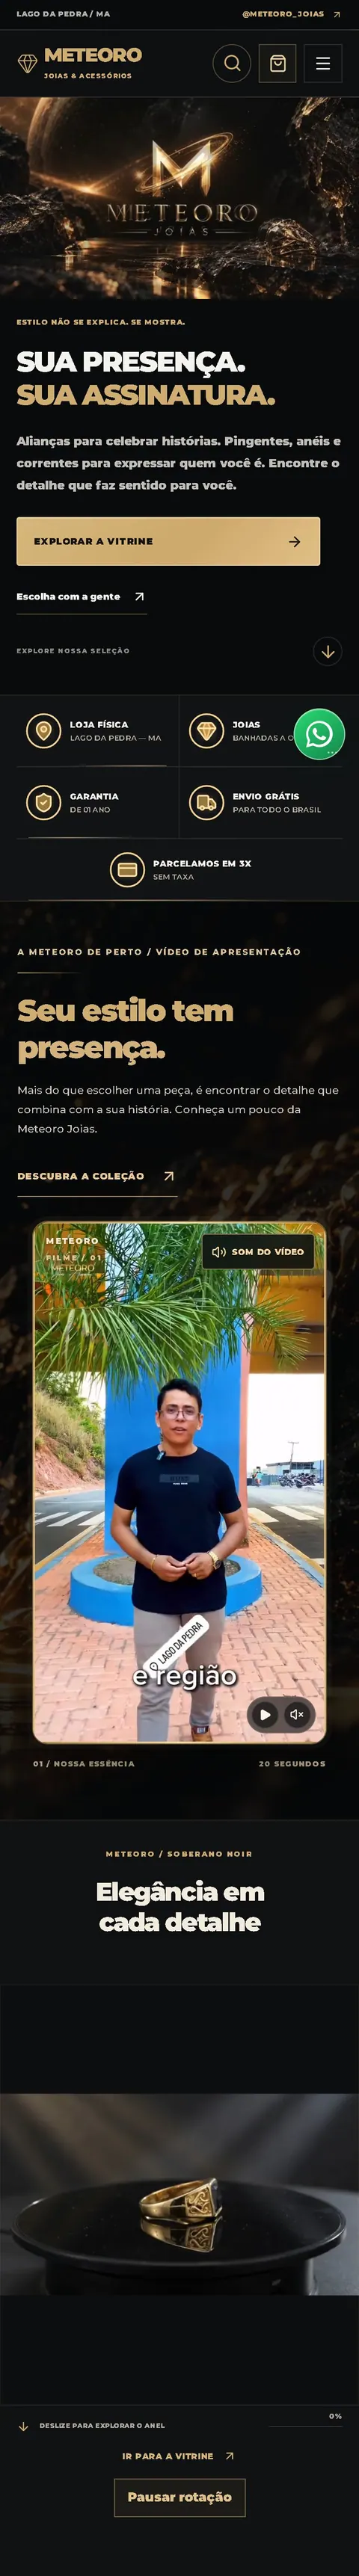 LAGO DA PEDRA / MA
@METEORO_JOIAS
METEORO
JOIAS & ACESSÓRIOS
M
METEORO
JOIAS
ESTILO NÃO SE EXPLICA. SE MOSTRA.
SUA PRESENÇA.
SUA ASSINATURA.
Alianças para celebrar histórias. Pingentes, anéis e
correntes para expressar quem você é. Encontre o
detalhe que faz sentido para você.
EXPLORAR A VITRINE
Escolha com a gente
EXPLORE NOSSA SELEÇÃO
LOJA FÍSICA
LAGO DA PEDRA — MA
JOIAS
BANHADAS A O
GARANTIA
DE 01 ANO
ENVIO GRÁTIS
PARA TODO O BRASIL
PARCELAMOS EM 3X
SEM TAXA
A METEORO DE PERTO / VÍDEO DE APRESENTAÇÃO
Seu estilo tem
presença.
Mais do que escolher uma peça, é encontrar o detalhe que
combina com a sua história. Conheça um pouco da
Meteoro Joias.
DESCUBRA A COLEÇÃO
METEORO
FILME / 01
METEORO
SOM DO VÍDEO
LAGO DA PEDRA
e região
01 / NOSSA ESSÊNCIA
20 SEGUNDOS
METEORO / SOBERANO NOIR
Elegância em
cada detalhe
0%
DESLIZE PARA EXPLORAR O ANEL
IR PARA A VITRINE
Pausar rotação